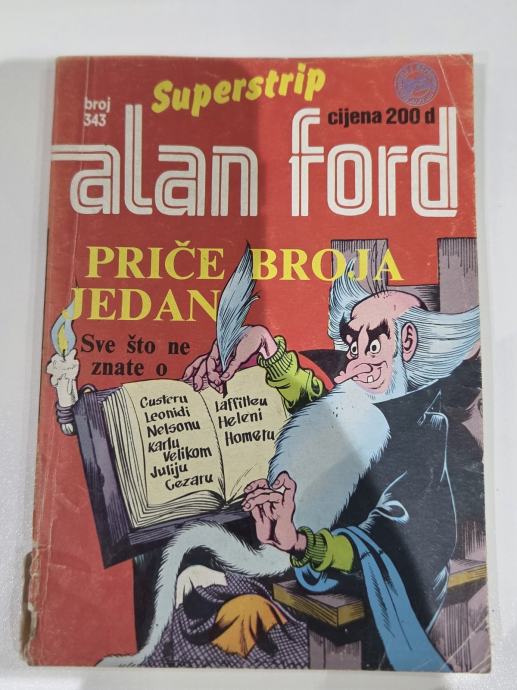 Superstrip
broj
343
cijena 200 d
alan ford
PRIČE BROJA
JEDAN
Sve što ne
znate o
Custeru
Leonidi
Nelsonu
Karlu
Velikom
Juliju
Cezaru
Laffitteu
Heleni
Homeru